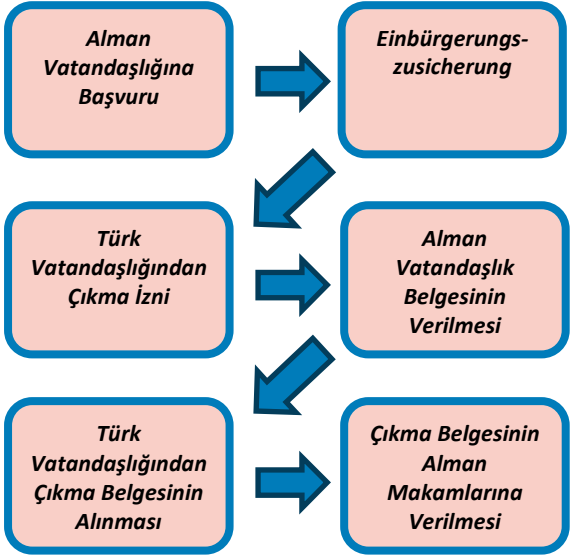 Alman
Vatandaşlığına
Başvuru
Einbürgerungs-
zusicherung
Türk
Vatandaşlığından
Çıkma İzni
Alman
Vatandaşlık
Belgesinin
Verilmesi
Türk
Vatandaşlığından
Çıkma Belgesinin
Alınması
Çıkma Belgesinin
Alman
Makamlarına
Verilmesi